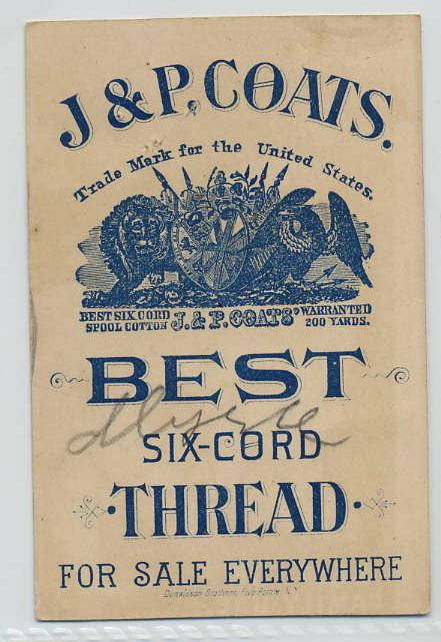 J & P. COATS.
Trade Mark for the United States.
BEST SIX CORD
SPOOL COTTON
J. & P. COATS'
WARRANTED
200 YARDS.
BEST
SIX-CORD
·THREAD·
FOR SALE EVERYWHERE
Donaldson Brothers, Five Points, N.Y.